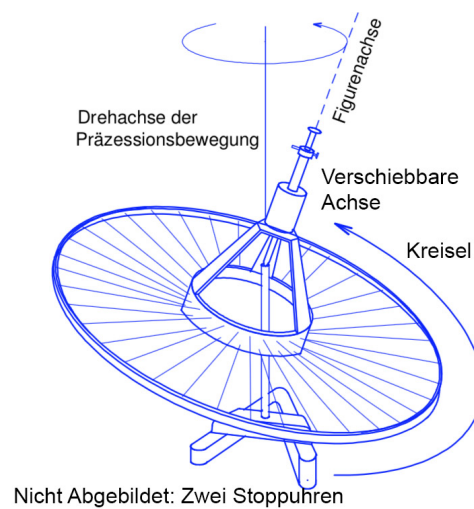 Figurenachse
Drehachse der
Präzessionsbewegung
Verschiebbare
Achse
Kreisel
Nicht Abgebildet: Zwei Stoppuhren